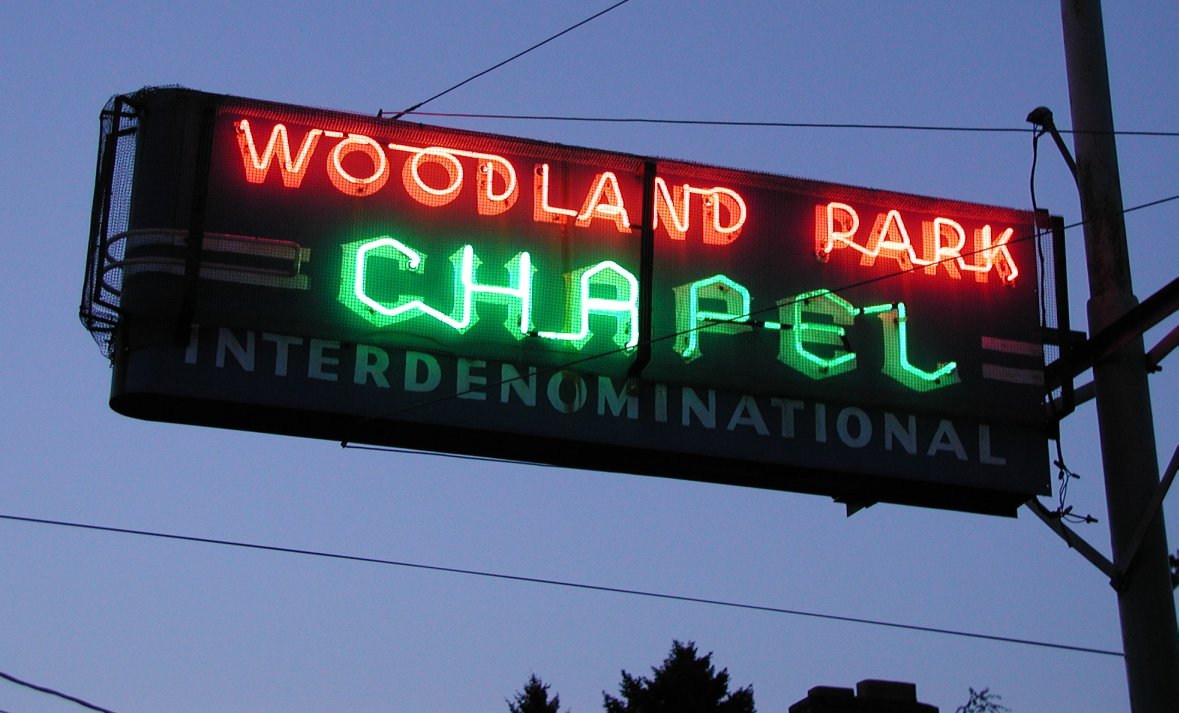 WOODLAND PARK
CHAPEL
INTERDENOMINATIONAL